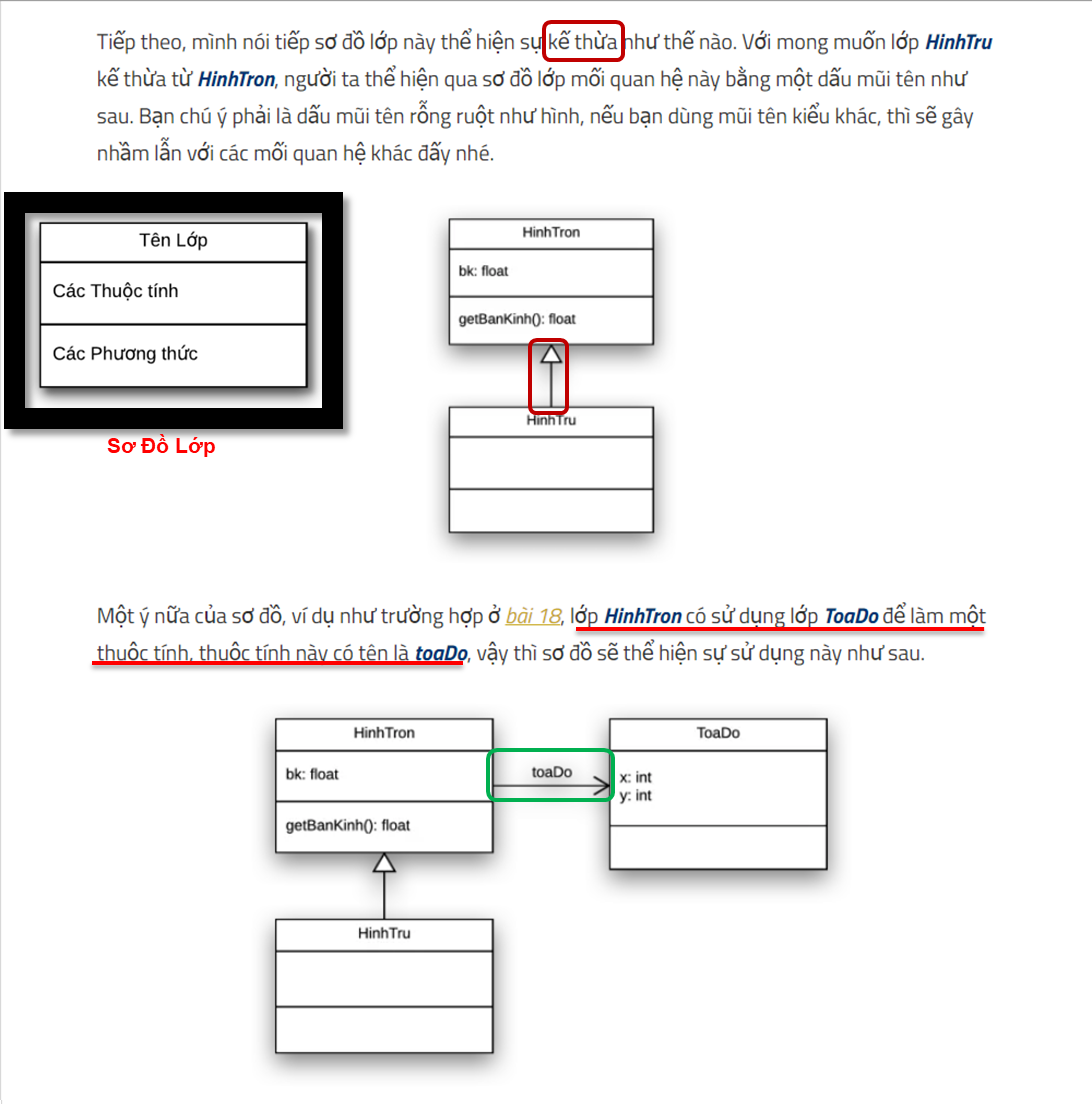 Tiếp theo, mình nói tiếp sơ đồ lớp này thể hiện sự kế thừa như thế nào. Với mong muốn lớp HinhTru
kế thừa từ HinhTron, người ta thể hiện qua sơ đồ lớp mối quan hệ này bằng một dấu mũi tên như
sau. Bạn chú ý phải là dấu mũi tên rỗng ruột như hình, nếu bạn dùng mũi tên kiểu khác, thì sẽ gây
nhầm lẫn với các mối quan hệ khác đấy nhé.
Tên Lớp
Các Thuộc tính
Các Phương thức
Sơ Đồ Lớp
HinhTron
bk: float
getBanKinh(): float
HinhTru
Một ý nữa của sơ đồ, ví dụ như trường hợp ở bài 18, lớp HinhTron có sử dụng lớp ToaDo để làm một
thuộc tính, thuộc tính này có tên là toaDo, vậy thì sơ đồ sẽ thể hiện sự sử dụng này như sau.
HinhTron
bk: float
getBanKinh(): float
toaDo
ToaDo
x: int
y: int
HinhTru